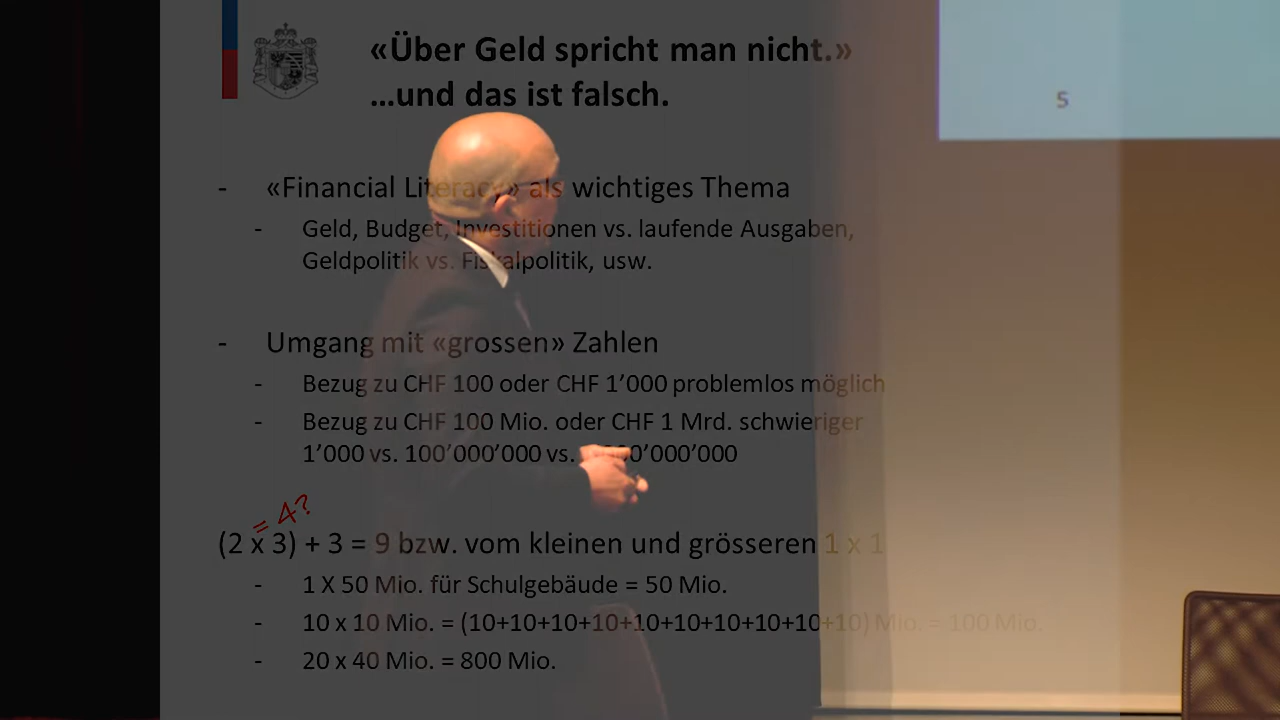 «Über Geld spricht man nicht.»
…und das ist falsch.
5
- «Financial Literacy» als wichtiges Thema
- Geld, Budget, Investitionen vs. laufende Ausgaben,
Geldpolitik vs. Fiskalpolitik, usw.
- Umgang mit «grossen» Zahlen
- Bezug zu CHF 100 oder CHF 1’000 problemlos möglich
- Bezug zu CHF 100 Mio. oder CHF 1 Mrd. schwieriger
1’000 vs. 100’000’000 vs. 000’000
= 4?
(2 x 3) + 3 = 9 bzw. vom kleinen und grösseren 1 x 1
- 1 X 50 Mio. für Schulgebäude = 50 Mio.
- 10 x 10 Mio. = (10+10+10+10+10+10+10+10+10+10) Mio. = 100 Mio.
- 20 x 40 Mio. = 800 Mio.